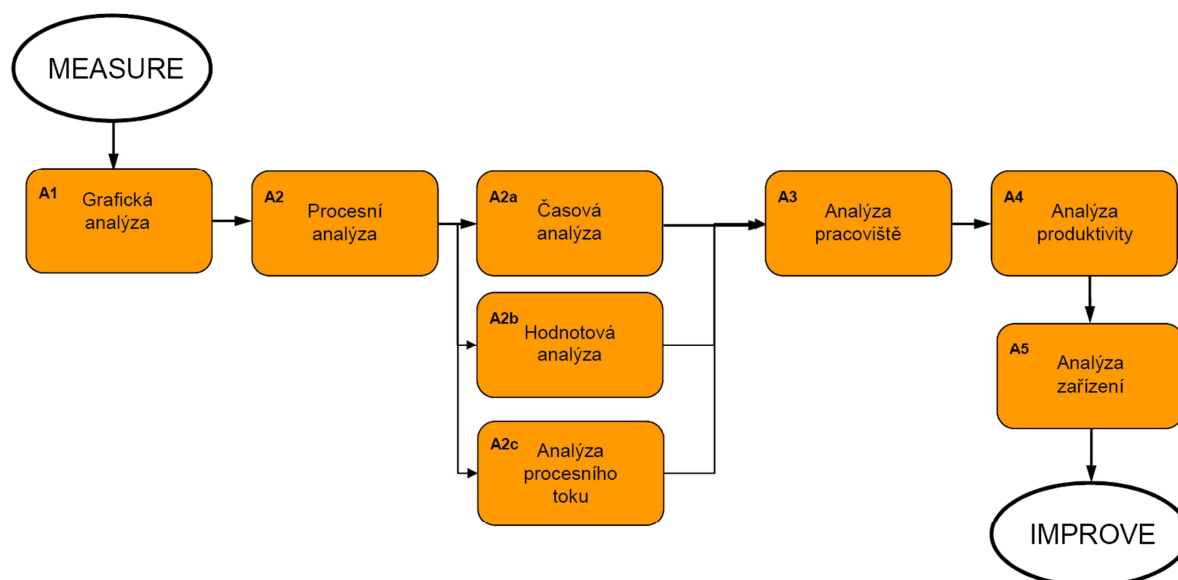 MEASURE
A1
Grafická
analýza
A2
Procesní
analýza
A2a
Časová
analýza
A2b
Hodnotová
analýza
A2c
Analýza
procesního
toku
A3
Analýza
pracoviště
A4
Analýza
produktivity
A5
Analýza
zařízení
IMPROVE